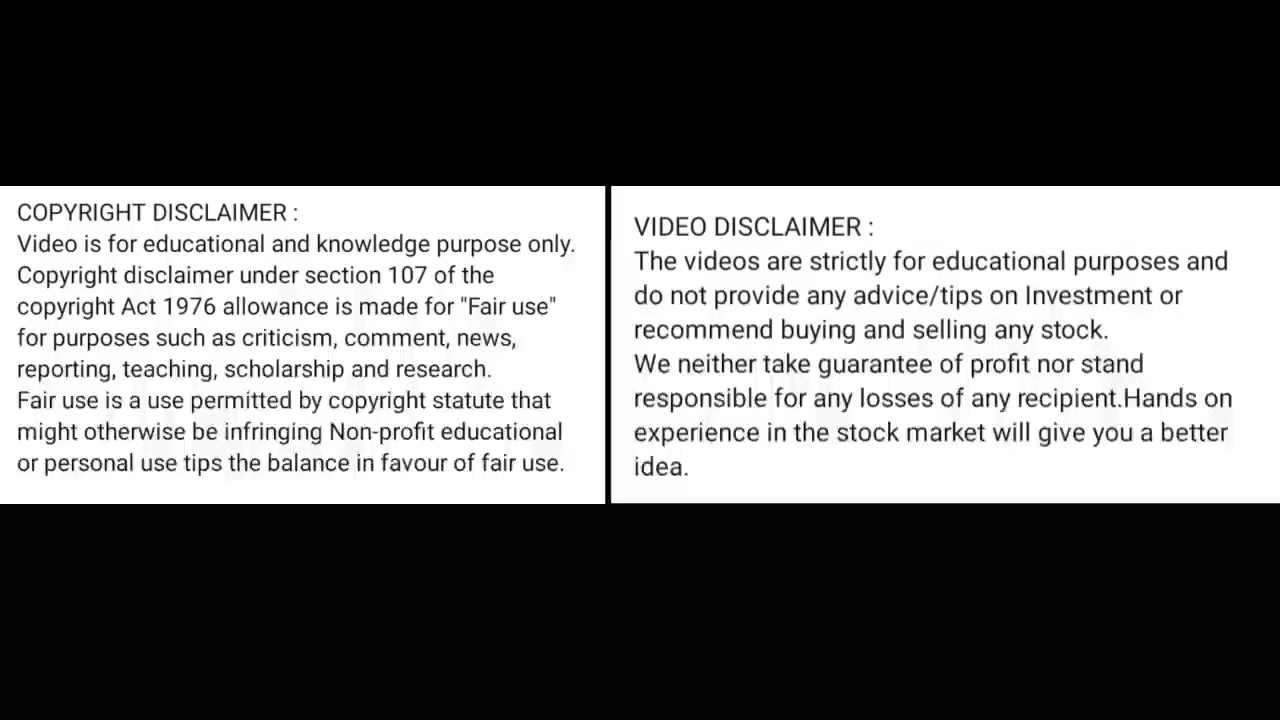 COPYRIGHT DISCLAIMER :
Video is for educational and knowledge purpose only.
Copyright disclaimer under section 107 of the
copyright Act 1976 allowance is made for "Fair use"
for purposes such as criticism, comment, news,
reporting, teaching, scholarship and research.
Fair use is a use permitted by copyright statute that
might otherwise be infringing Non-profit educational
or personal use tips the balance in favour of fair use.
VIDEO DISCLAIMER :
The videos are strictly for educational purposes and
do not provide any advice/tips on Investment or
recommend buying and selling any stock.
We neither take guarantee of profit nor stand
responsible for any losses of any recipient.Hands on
experience in the stock market will give you a better
idea.